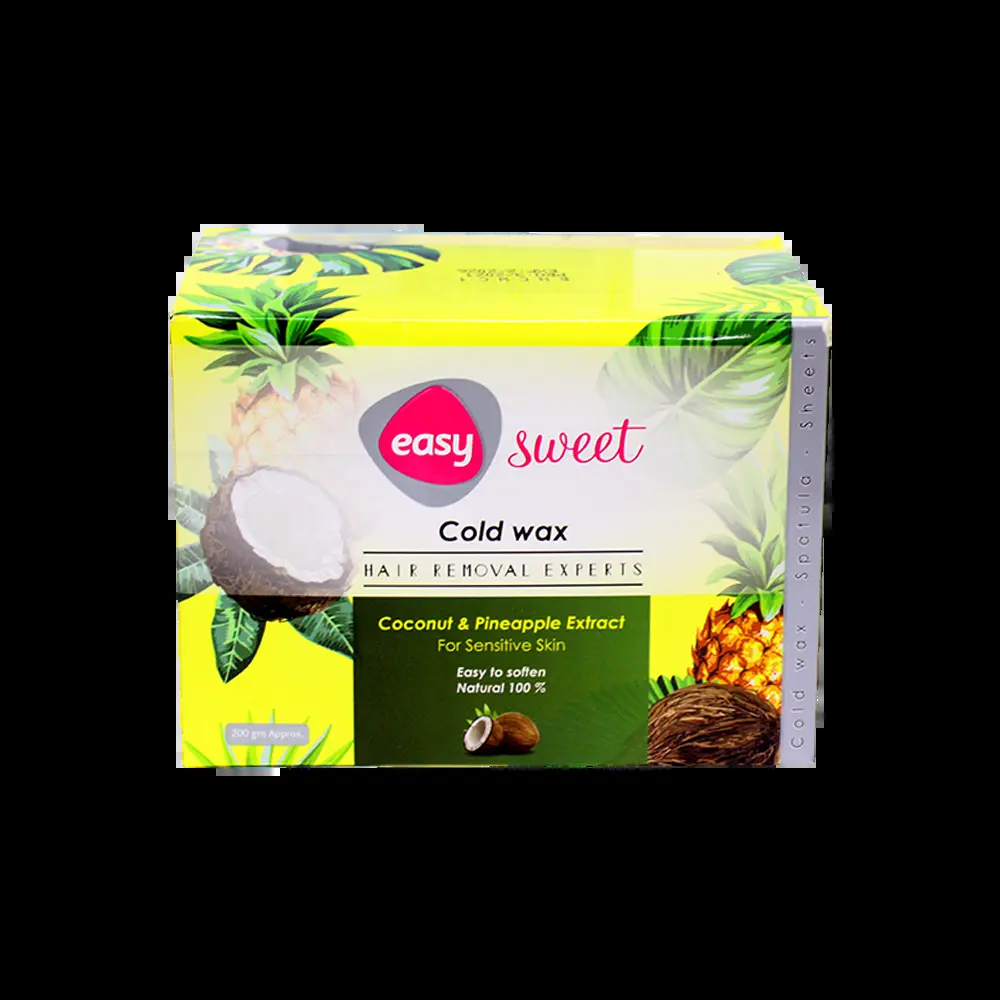 easy sweet
Cold wax
HAIR REMOVAL EXPERTS
Coconut & Pineapple Extract
For Sensitive Skin
Easy to soften
Natural 100 %
200 gm Approx.
Cold wax . Spatula . Sheets